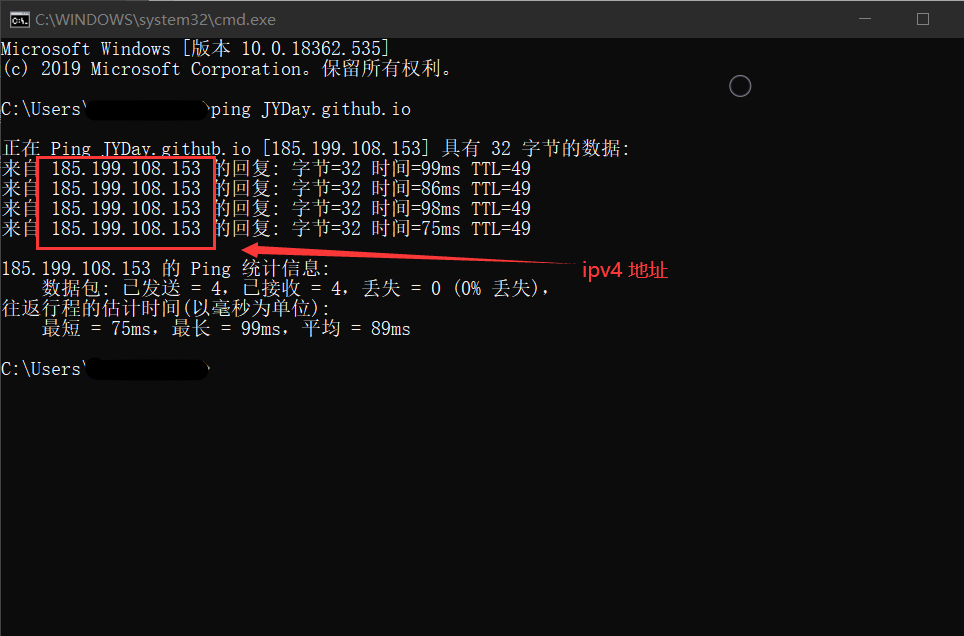 C:\WINDOWS\system32\cmd.exe
Microsoft Windows [版本 10.0.18362.535]
(c) 2019 Microsoft Corporation。保留所有权利。
C:\Users\ >ping JYDay.github.io
正在 Ping JYDay.github.io [185.199.108.153] 具有 32 字节的数据:
来自 185.199.108.153 的回复: 字节=32 时间=99ms TTL=49
来自 185.199.108.153 的回复: 字节=32 时间=86ms TTL=49
来自 185.199.108.153 的回复: 字节=32 时间=98ms TTL=49
来自 185.199.108.153 的回复: 字节=32 时间=75ms TTL=49
185.199.108.153 的 Ping 统计信息:
数据包: 已发送 = 4，已接收 = 4，丢失 = 0 (0% 丢失)，
ipv4 地址
往返行程的估计时间(以毫秒为单位):
最短 = 75ms，最长 = 99ms，平均 = 89ms
C:\Users\